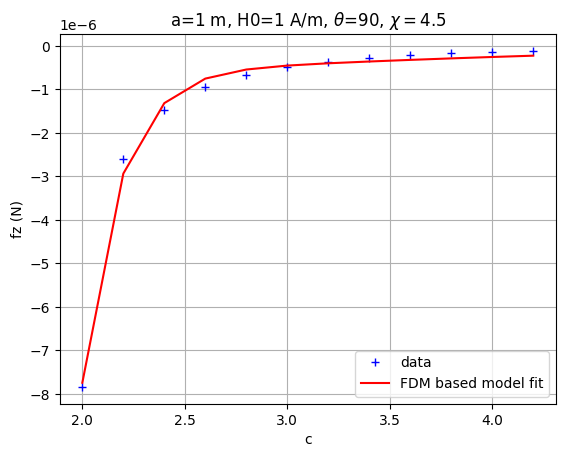 a=1 m, H0=1 A/m, θ=90, χ = 4.5
1e−6
0
−1
−2
−3
−4
−5
−6
−7
−8
fz (N)
2.0 2.5 3.0 3.5 4.0
c
data
FDM based model fit